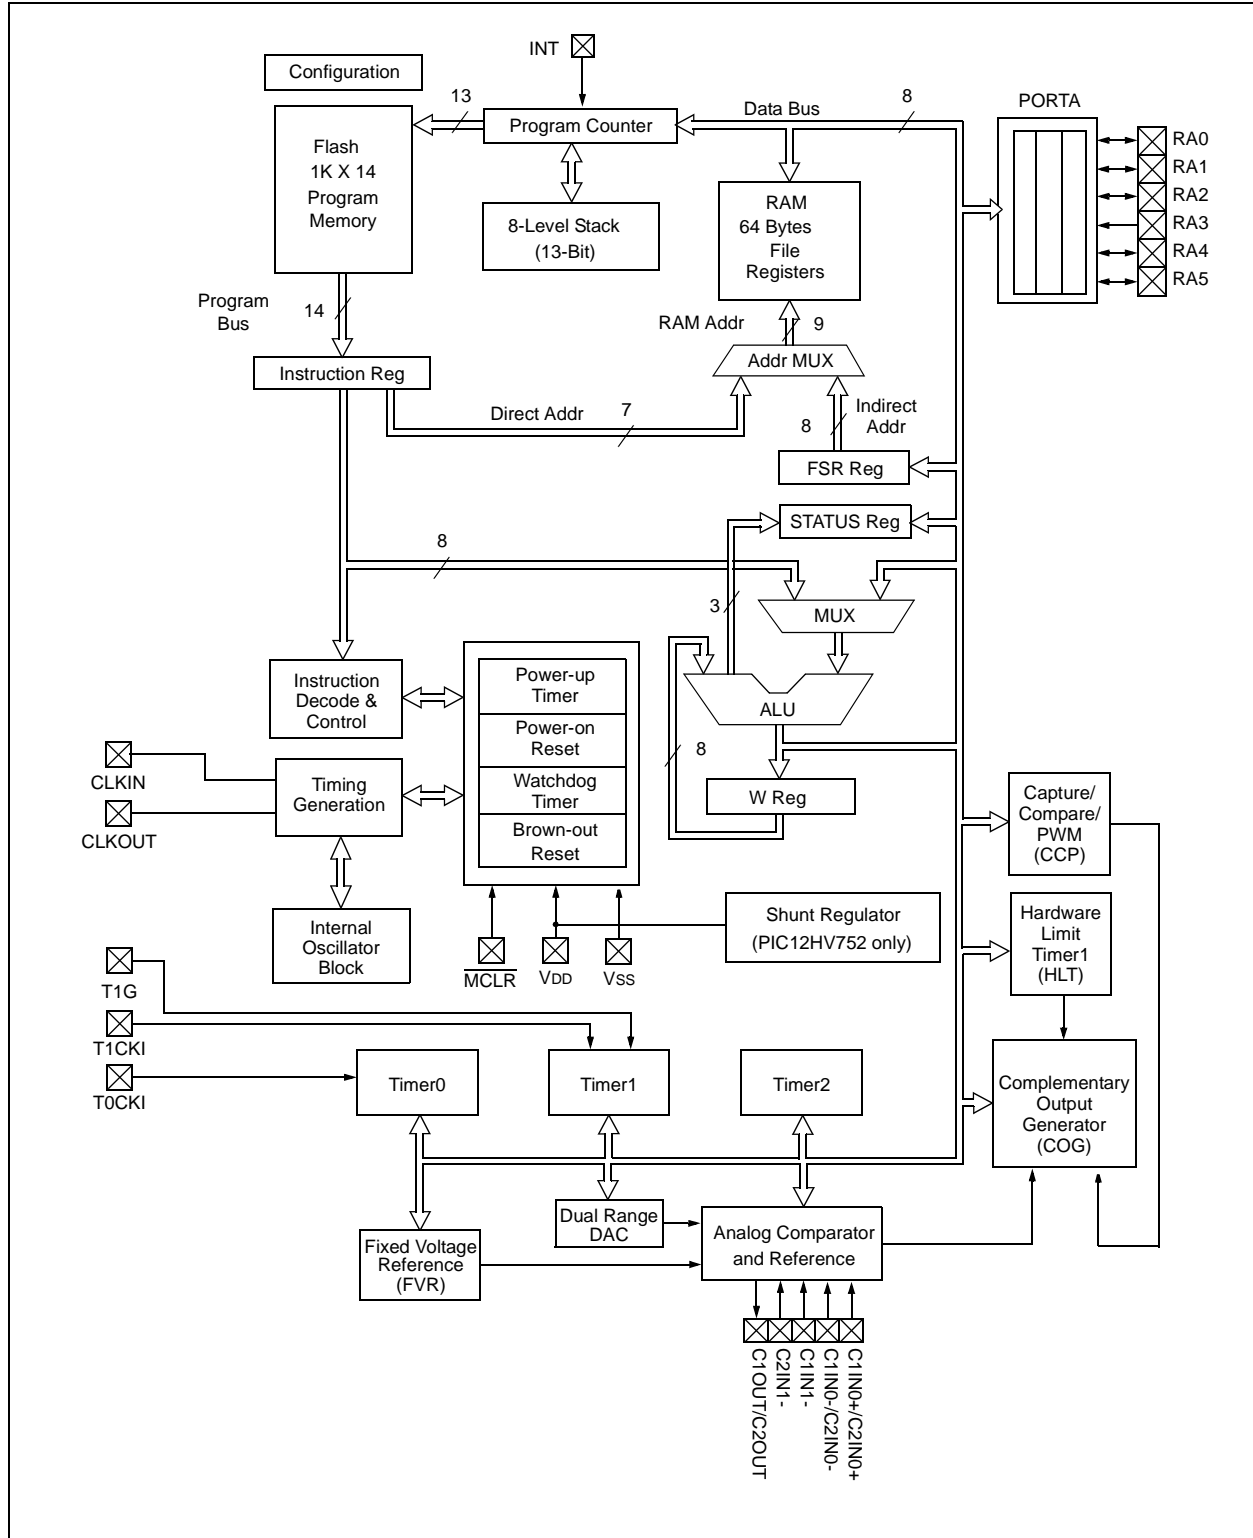 INT
Configuration
13
Program Counter
Data Bus
8
PORTA
Flash
1K X 14
Program
Memory
8-Level Stack
(13-Bit)
RAM
64 Bytes
File
Registers
RA0
RA1
RA2
RA3
RA4
RA5
Program
Bus
14
RAM Addr
9
Addr MUX
Instruction Reg
Direct Addr
7
8
Indirect
Addr
FSR Reg
STATUS Reg
8
3
MUX
Instruction
Decode &
Control
Power-up
Timer
Power-on
Reset
Watchdog
Timer
Brown-out
Reset
ALU
8
W Reg
CLKIN
CLKOUT
Timing
Generation
Internal
Oscillator
Block
MCLR
VDD
VSS
Shunt Regulator
(PIC12HV752 only)
Capture/
Compare/
PWM
(CCP)
Hardware
Limit
Timer1
(HLT)
T1G
T1CKI
T0CKI
Timer0
Timer1
Timer2
Complementary
Output
Generator
(COG)
Fixed Voltage
Reference
(FVR)
Dual Range
DAC
Analog Comparator
and Reference
C1OUT/C2OUT
C2IN1-
C1IN1-
C1IN0-/C2IN0-
C1IN0+/C2IN0+